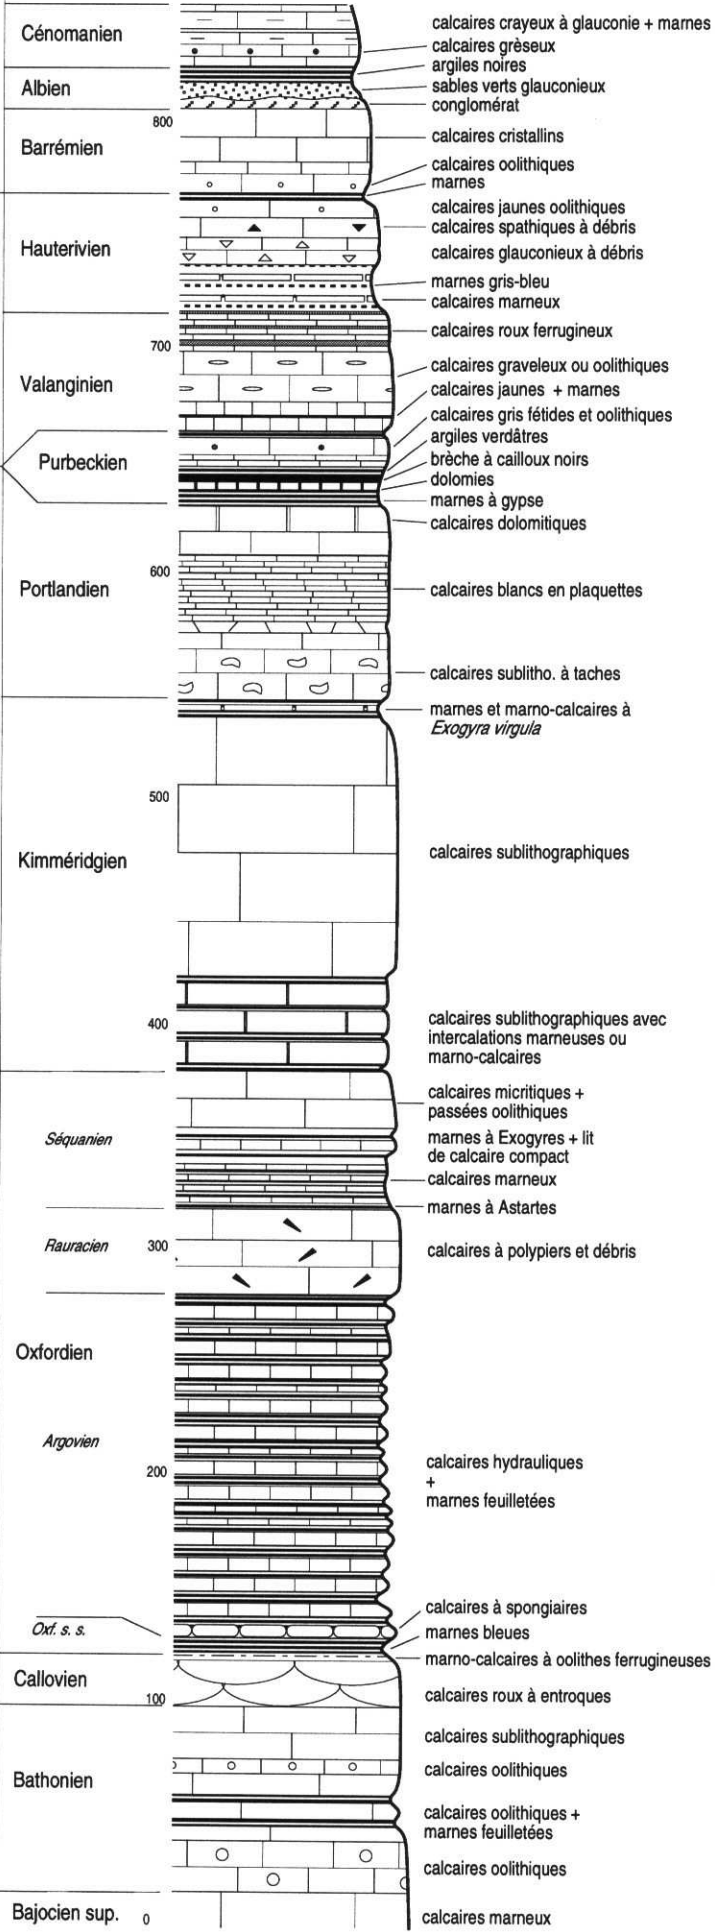 Cénomanien
calcaires crayeux à glauconie + marnes
calcaires grèseux
argiles noires
Albien
sables verts glauconieux
conglomérat
800
Barrémien
calcaires cristallins
calcaires oolithiques
marnes
calcaires jaunes oolithiques
calcaires spathiques à débris
Hauterivien
calcaires glauconieux à débris
marnes gris-bleu
calcaires marneux
calcaires roux ferrugineux
700
calcaires graveleux ou oolithiques
Valanginien
calcaires jaunes + marnes
calcaires gris fétides et oolithiques
argiles verdâtres
Purbeckien
brèche à cailloux noirs
dolomies
marnes à gypse
calcaires dolomitiques
600
Portlandien
calcaires blancs en plaquettes
calcaires sublitho. à taches
marnes et marno-calcaires à
Exogyra virgula
500
Kimméridgien
calcaires sublithographiques
400
calcaires sublithographiques avec
intercalations marneuses ou
marno-calcaires
calcaires micritiques +
passées oolithiques
Séquanien
marnes à Exogyres + lit
de calcaire compact
calcaires marneux
marnes à Astartes
Rauracien
300
calcaires à polypiers et débris
Oxfordien
Argovien
200
calcaires hydrauliques
+
marnes feuilletées
calcaires à spongiaires
Oxf. s. s.
marnes bleues
marno-calcaires à oolithes ferrugineuses
Callovien
100
calcaires roux à entroques
calcaires sublithographiques
calcaires oolithiques
Bathonien
calcaires oolithiques +
marnes feuilletées
calcaires oolithiques
Bajocien sup.
0
calcaires marneux